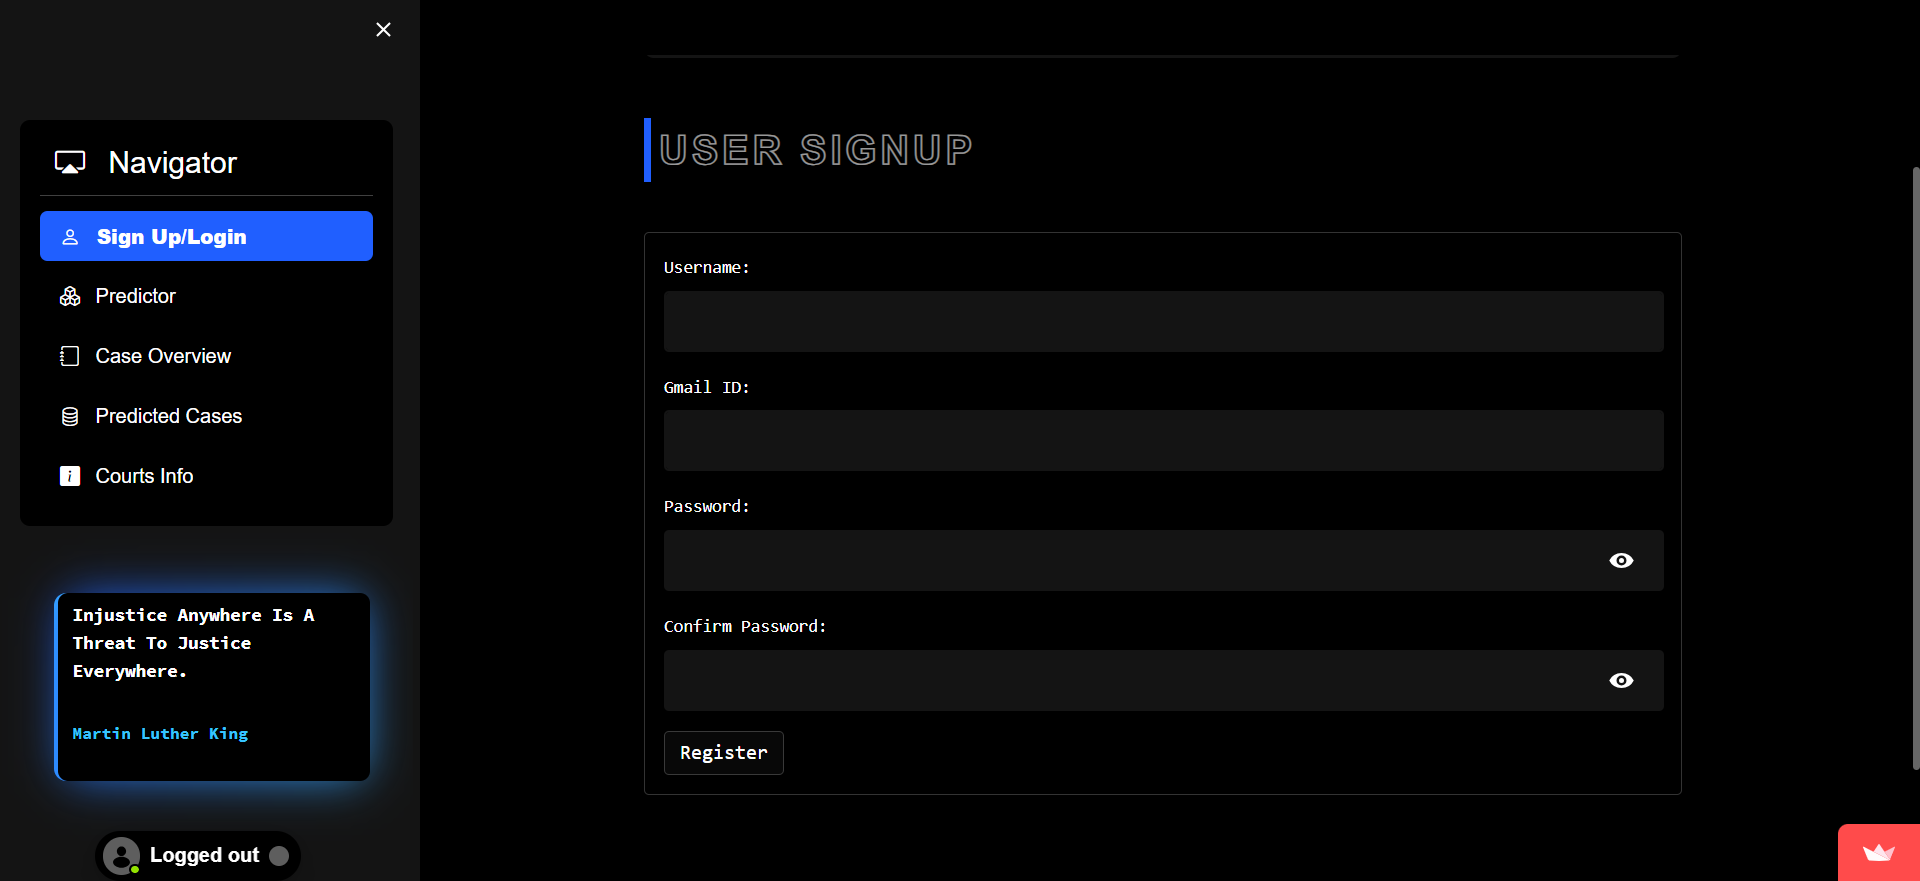 Navigator
Sign Up/Login
Predictor
Case Overview
Predicted Cases
Courts Info
Injustice Anywhere Is A
Threat To Justice
Everywhere.
Martin Luther King
Logged out
USER SIGNUP
Username:
Gmail ID:
Password:
Confirm Password:
Register